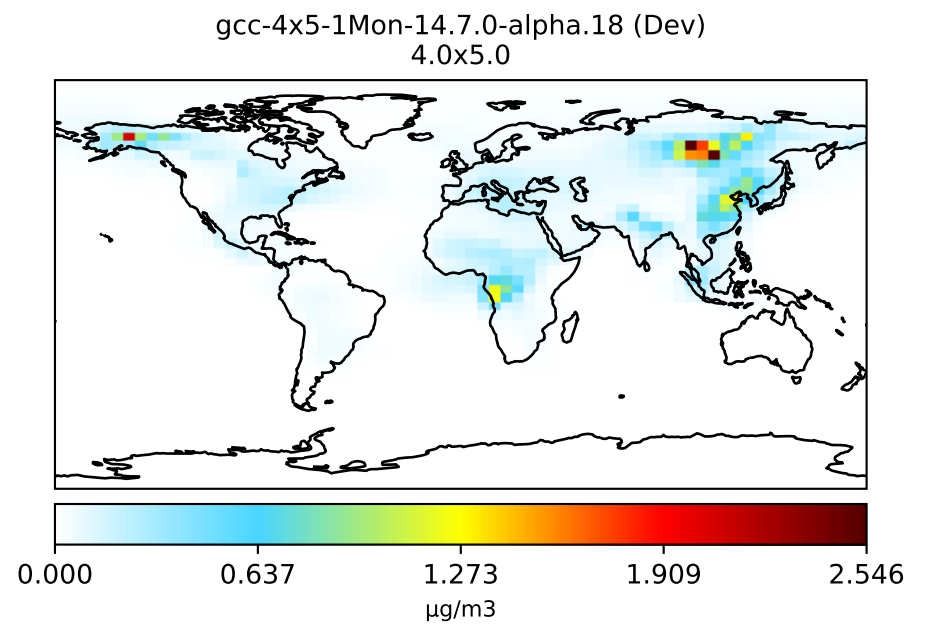 gcc-4x5-1Mon-14.7.0-alpha.18 (Dev)
4.0x5.0
0.000 0.637 1.273 1.909 2.546
μg/m3